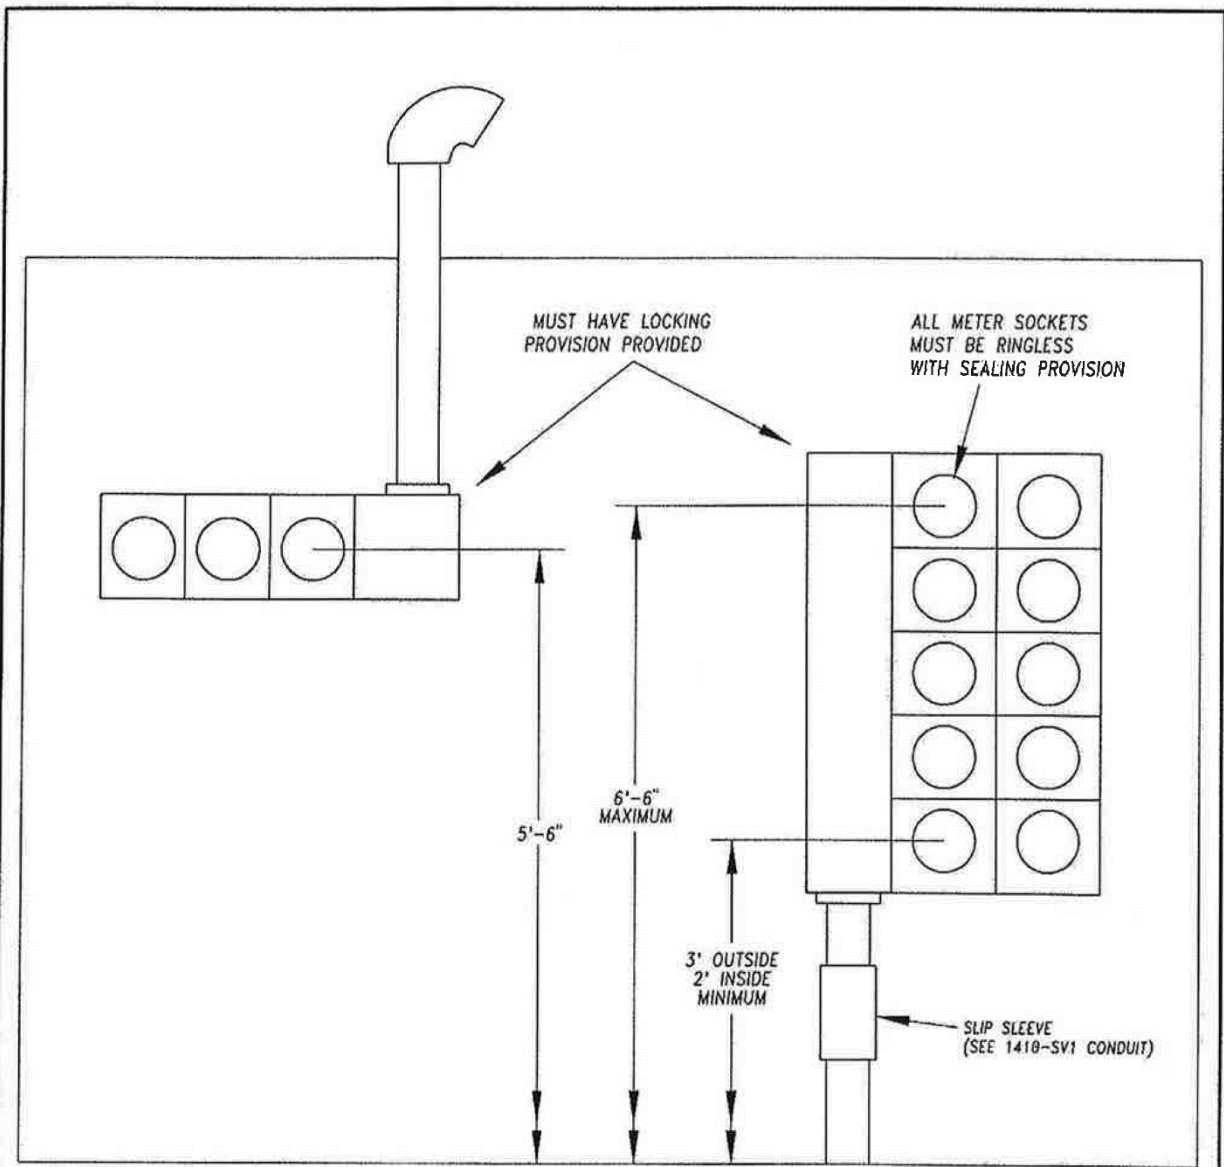 MUST HAVE LOCKING
PROVISION PROVIDED
ALL METER SOCKETS
MUST BE RINGLESS
WITH SEALING PROVISION
5'-6"
6'-6"
MAXIMUM
3' OUTSIDE
2' INSIDE
MINIMUM
SLIP SLEEVE
(SEE 1410-SV1 CONDUIT)